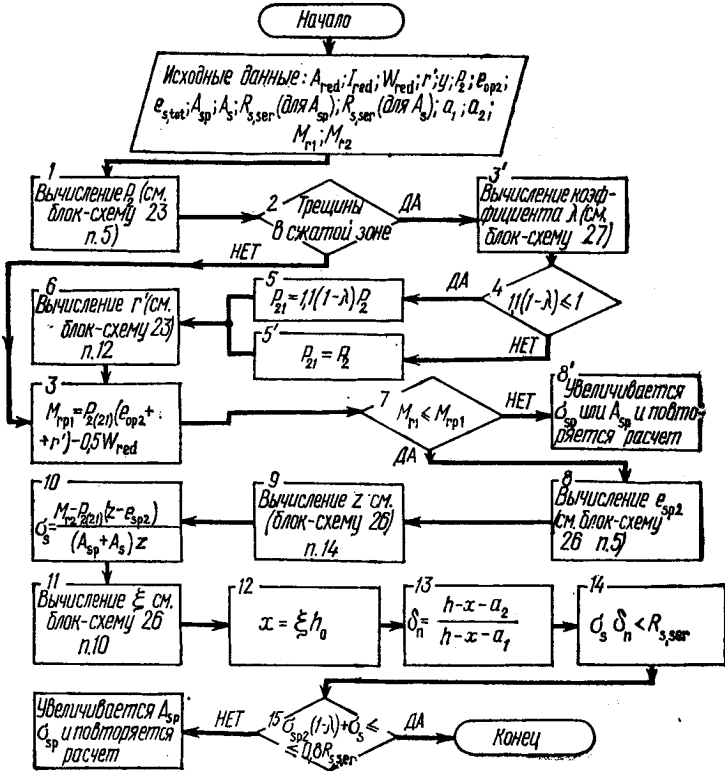 Начало
Исходные данные: A_red; I_red; W_red; r'; y; P_2; e_op2;
e_s,tot; A_sp; A_s; R_s,ser (для A_sp); R_s,ser (для A_s); a_1; a_2;
M_r1; M_r2
1
Вычисление P_2 (см.
блок-схему 23
п.5)
2
Трещины
в сжатой зоне
ДА
НЕТ
3'
Вычисление коэф-
фициента λ (см.
блок-схему 27)
4
1,1(1-λ) ≤ 1
ДА
НЕТ
5
P_21 = 1,1(1-λ)P_2
5'
P_21 = P_2
6
Вычисление r' (см.
блок-схему 23)
п.12
3
M_rp1 = P_2(21)(e_op2 +
+ r') - 0,5W_red
7
M_r1 ≤ M_rp1
НЕТ
ДА
8'
Увеличивается
σ_sp или A_sp и повто-
ряется расчет
8
Вычисление e_sp2
(см. блок-схему
26 п.5)
9
Вычисление z см.
(блок-схему 26)
п.14
10
σ_s = M_r2 - P_2(21)(z - e_sp2)
(A_sp + A_s) z
11
Вычисление ξ см.
блок-схему 26
п.10
12
x = ξh_0
13
δ_n = h-x-a_2
h-x-a_1
14
σ_s δ_n < R_s,ser
15
σ_sp2(1-λ) + σ_s ≤
≤ 0,8R_s,ser
НЕТ
ДА
Увеличивается A_sp
σ_sp и повторяется
расчет
Конец